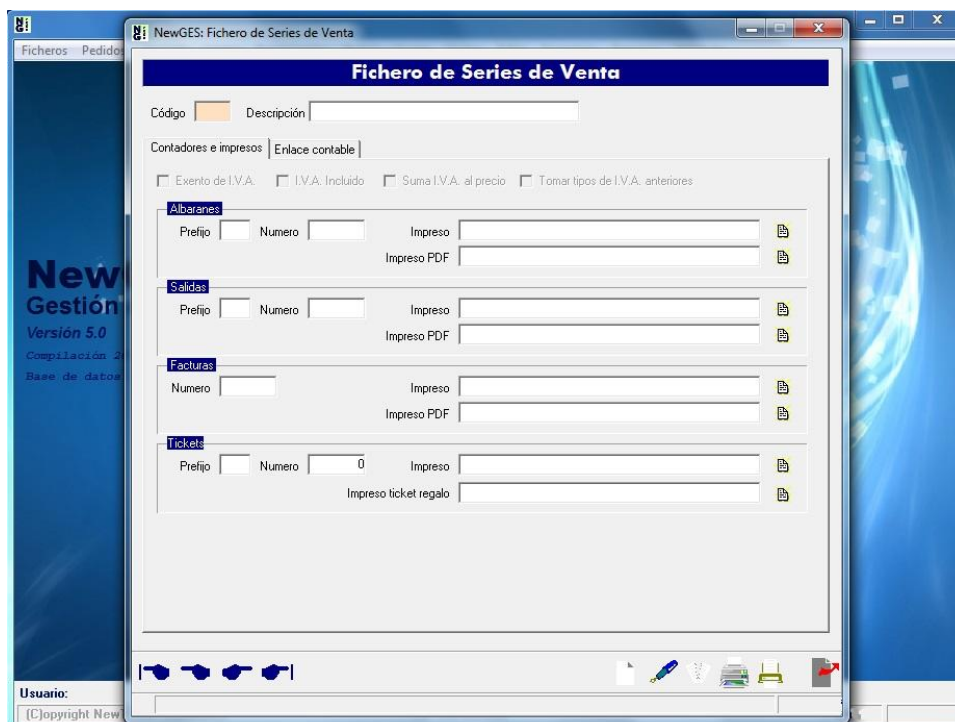 NewGES: Fichero de Series de Venta
Ficheros Pedidos
Fichero de Series de Venta
Código Descripción
Contadores e impresos Enlace contable
Exento de I.V.A. I.V.A. Incluido Suma I.V.A. al precio Tomar tipos de I.V.A. anteriores
Albaranes
Prefijo Numero Impreso
Impreso PDF
Salidas
Prefijo Numero Impreso
Impreso PDF
Facturas
Numero Impreso
Impreso PDF
Tickets
Prefijo Numero 0 Impreso
Impreso ticket regalo
New
Gestión
Versión 5.0
Compilación 2
Base de datos
Usuario:
(C)opyright New